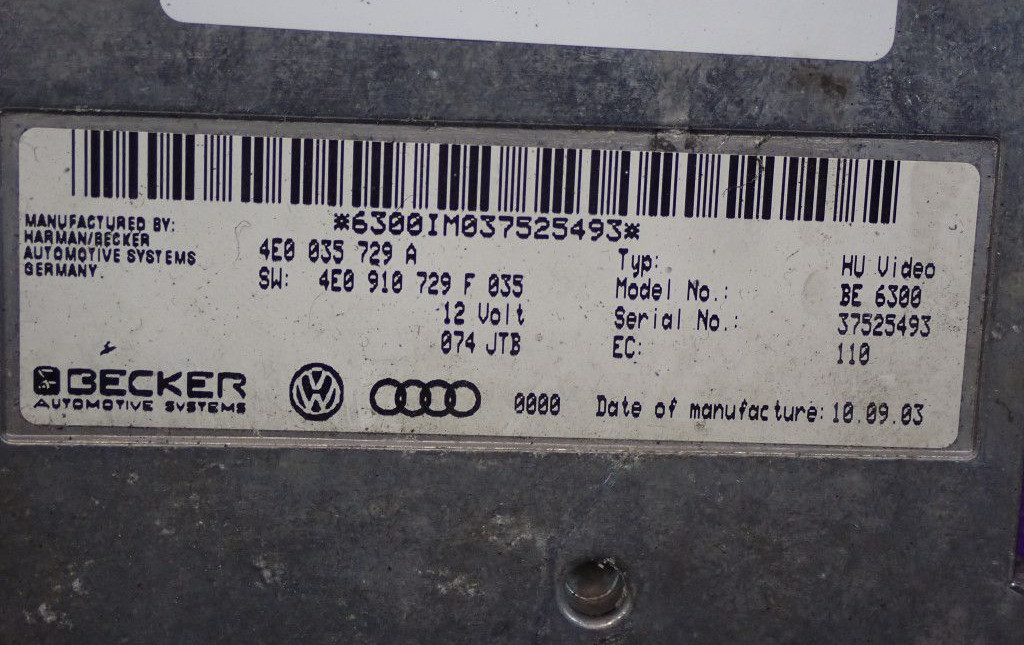 *6300IM037525493*
MANUFACTURED BY:
HARMAN/BECKER
AUTOMOTIVE SYSTEMS
GERMANY.
4E0 035 729 A
SW: 4E0 910 729 F 035
12 Volt
074 JTB
Typ: HU Video
Model No.: BE 6300
Serial No.: 37525493
EC: 110
BECKER
AUTOMOTIVE SYSTEMS
VW
0000
Date of manufacture: 10.09.03